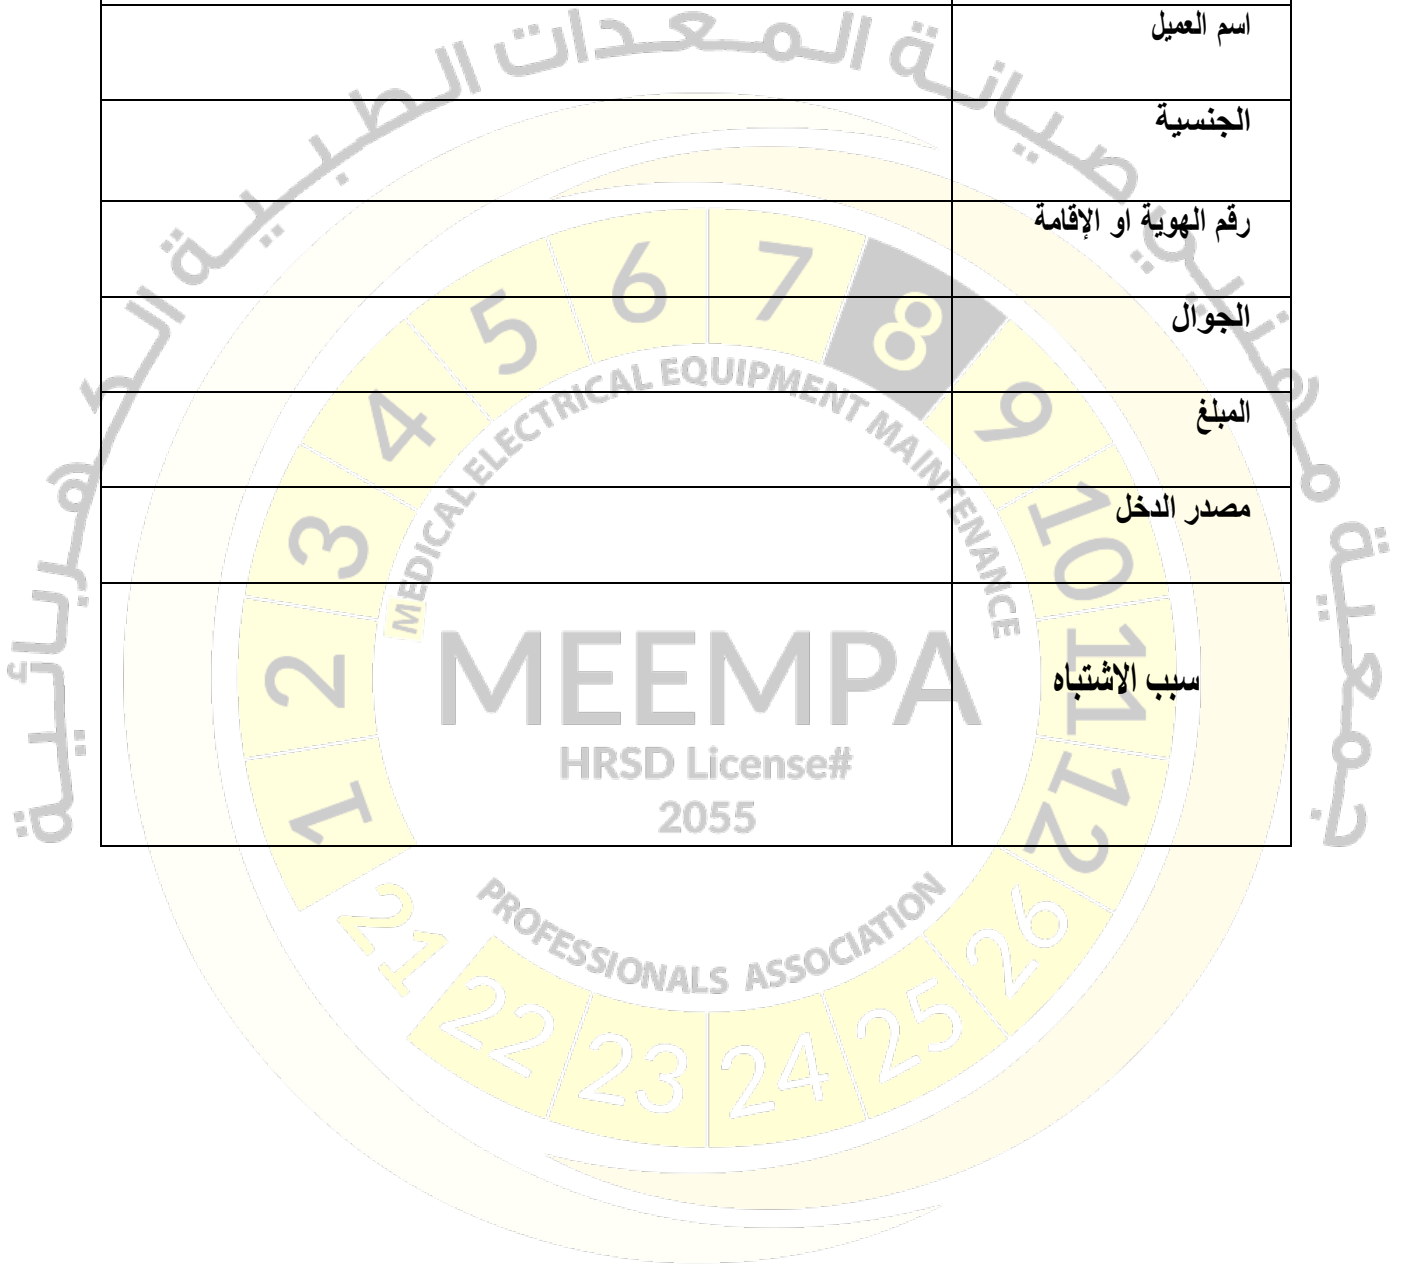 اسم العميل
الجنسية
رقم الهوية او الإقامة
الجوال
المبلغ
مصدر الدخل
سبب الاشتباه
جمعية مهنيي صيانة المعدات الطبية الكهربائية
1
2
3
4
5
6
7
8
9
10
11
12
21
22
23
24
25
26
MEDICAL ELECTRICAL EQUIPMENT MAINTENANCE
MEEMPA
HRSD License#
2055
PROFESSIONALS ASSOCIATION